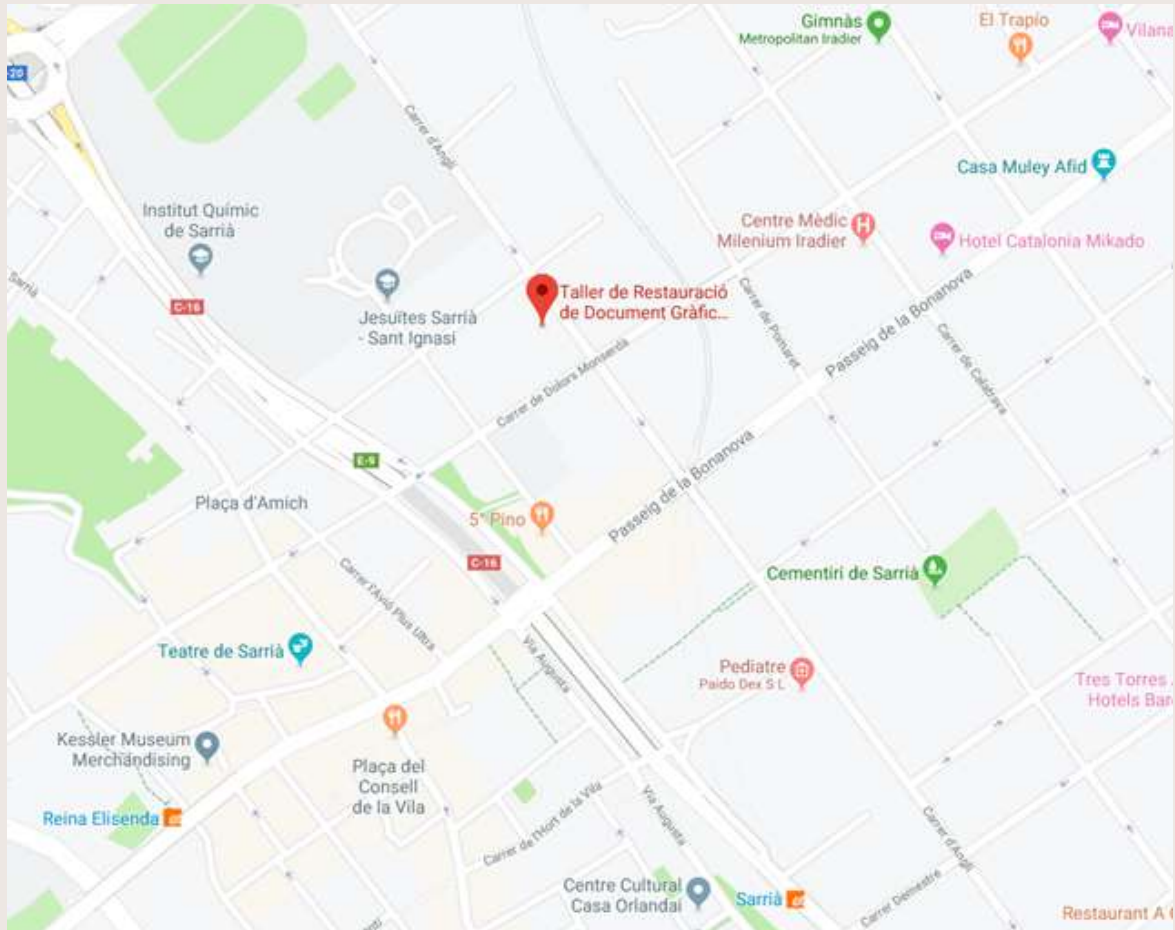 Gimnàs
Metropolitan Iradier
El Trapío
Vilana
-20
Carrer d'Anglí
Casa Muley Afid
Institut Químic
de Sarrià
Centre Mèdic
Milenium Iradier
Hotel Catalonia Mikado
Sarrià
C-16
Jesuïtes Sarrià
- Sant Ignasi
Taller de Restauració
de Document Gràfic...
Carrer de Pomaret
Passeig de la Bonanova
Carrer de Calatrava
Carrer de Dolors Monserdà
E-9
Plaça d'Amich
5º Pino
Passeig de la Bonanova
C-16
Cementiri de Sarrià
Carrer l'Avió Plus Ultra
Teatre de Sarrià
Via Augusta
Pediatre
Paido Dex S L
Tres Torres
Hotels Bar
Kessler Museum
Merchandising
Plaça del
Consell
de la Vila
Reina Elisenda
Carrer de l'Hort de la Vila
Via Augusta
Carrer d'Anglí
Centre Cultural
Casa Orlandai
Sarrià
Carrer Demestre
Restaurant A